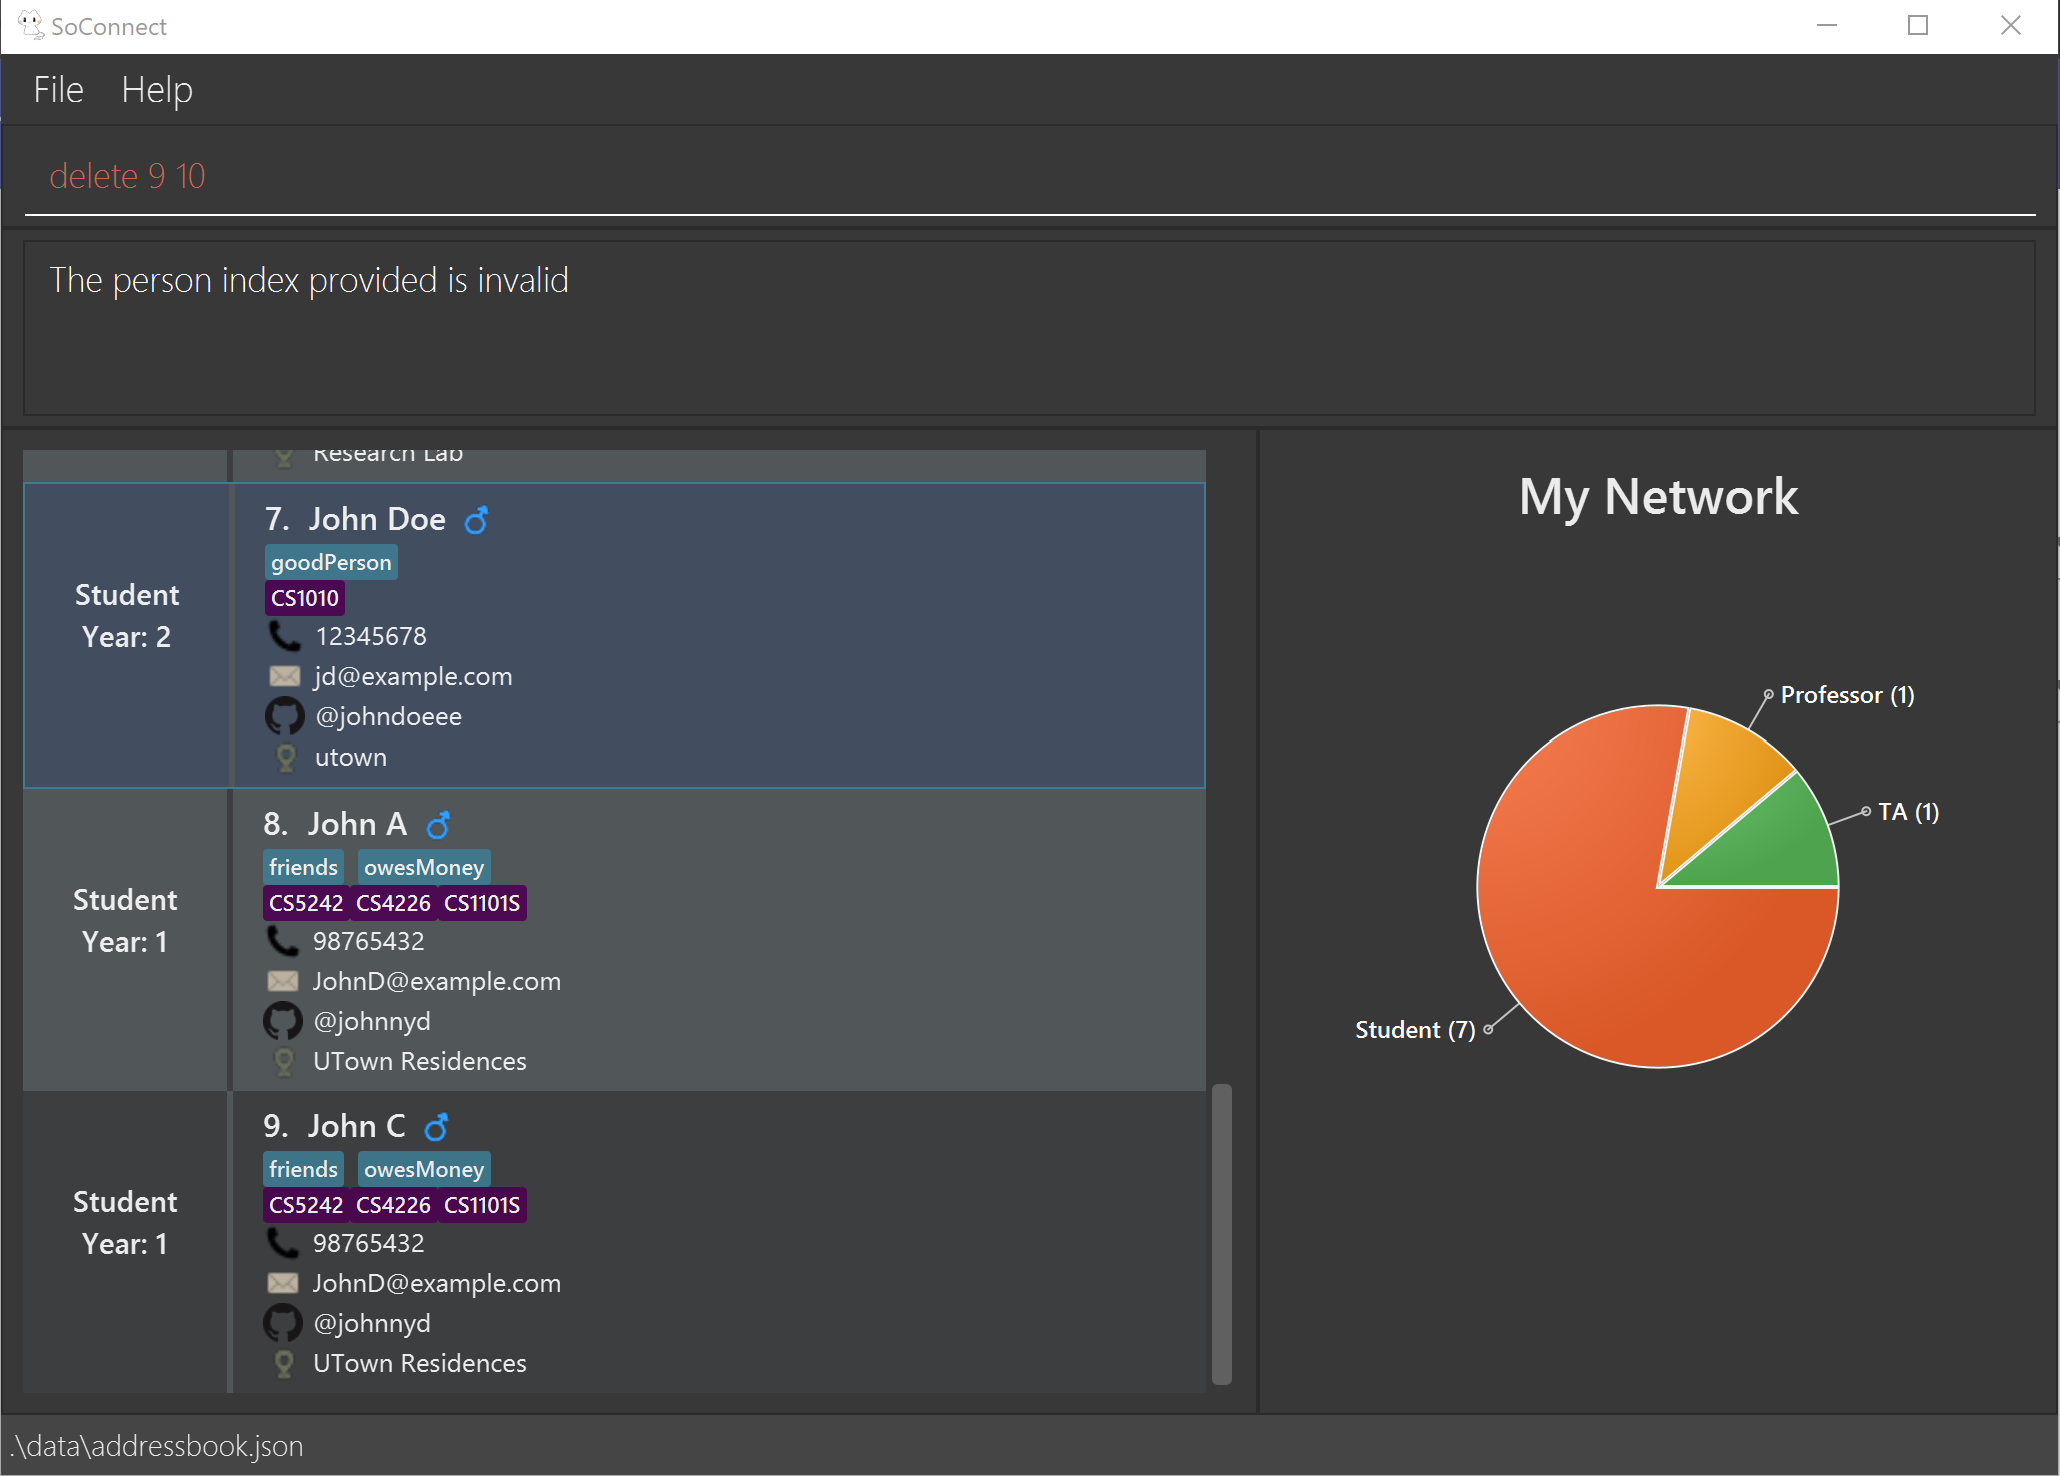 SoConnect
File Help
delete 9 10
The person index provided is invalid
Research Lab
Student
Year: 2
7. John Doe
goodPerson
CS1010
12345678
jd@example.com
@johndoeee
utown
Student
Year: 1
8. John A
friends owesMoney
CS5242 CS4226 CS1101S
98765432
JohnD@example.com
@johnnyd
UTown Residences
Student
Year: 1
9. John C
friends owesMoney
CS5242 CS4226 CS1101S
98765432
JohnD@example.com
@johnnyd
UTown Residences
My Network
Professor (1)
TA (1)
Student (7)
.\data\addressbook.json